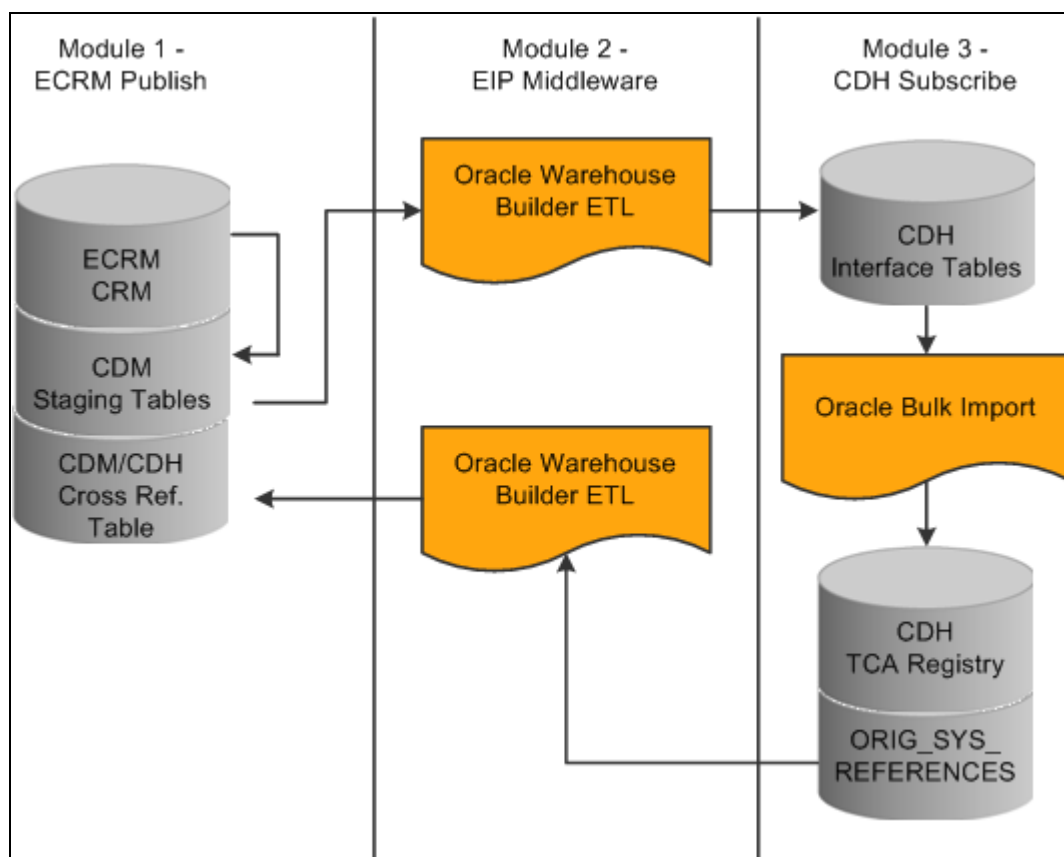 Module 1 -
ECRM Publish
Module 2 -
EIP Middleware
Module 3 -
CDH Subscribe
ECRM
CRM
CDM
Staging Tables
CDM/CDH
Cross Ref.
Table
Oracle Warehouse
Builder ETL
Oracle Warehouse
Builder ETL
CDH
Interface Tables
Oracle Bulk Import
CDH
TCA Registry
ORIG_SYS_
REFERENCES